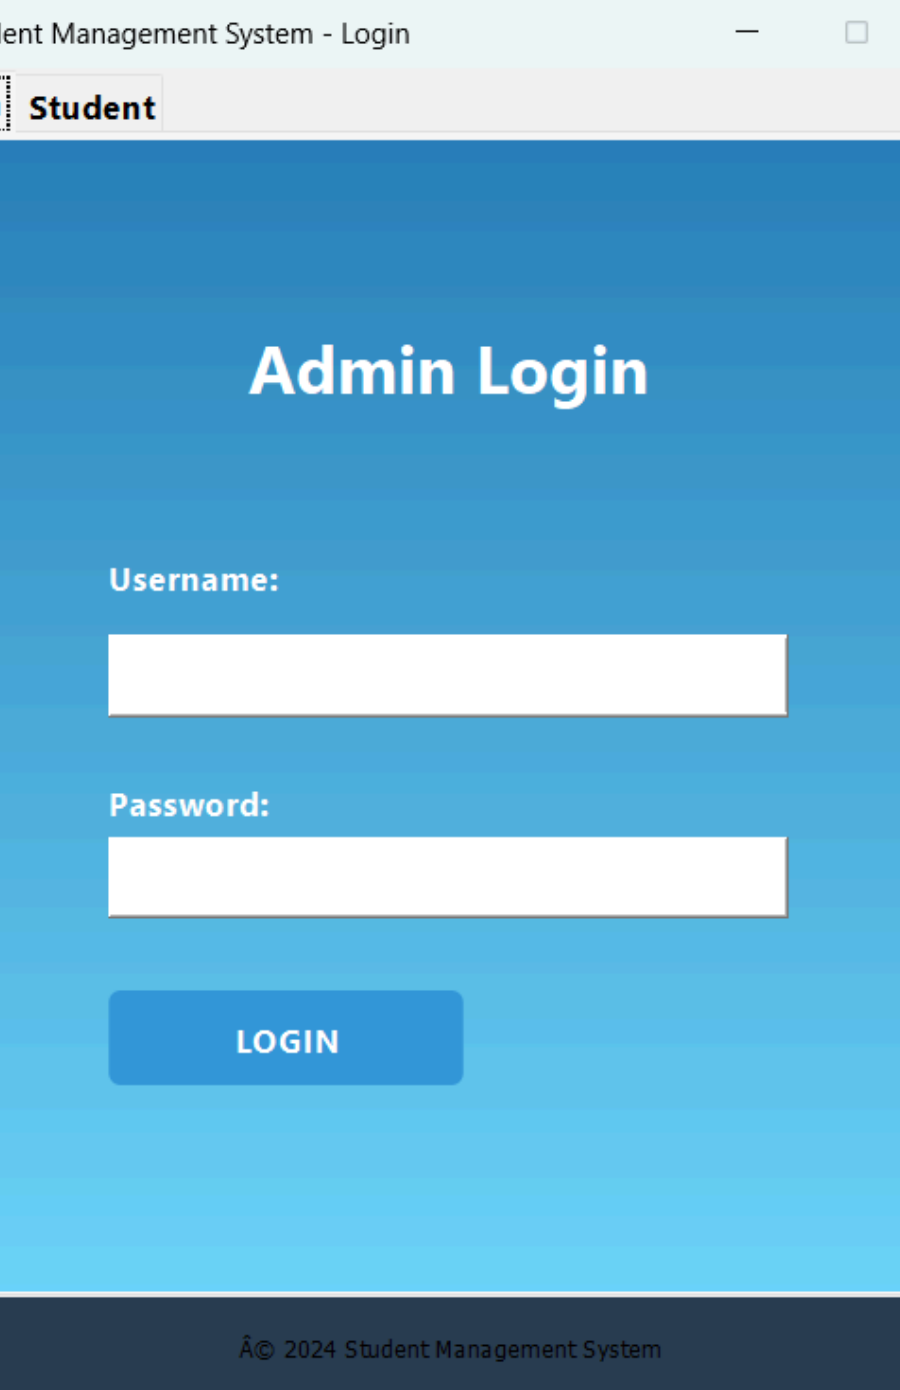 lent Management System - Login
Student
Admin Login
Username:
Password:
LOGIN
Â© 2024 Student Management System